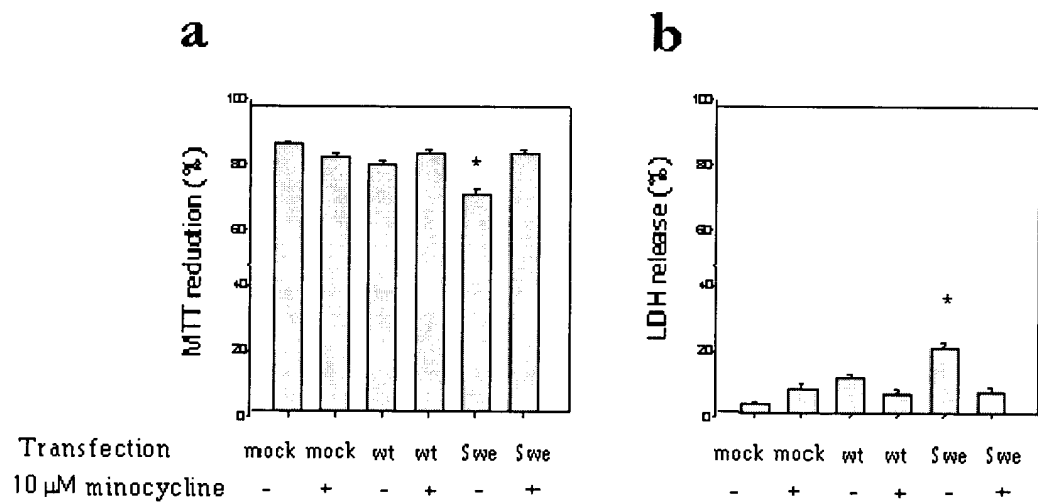 a
b
100
80
60
40
20
0
MTT reduction (%)
*
100
80
60
40
20
0
LDH release (%)
*
Transfection mock mock wt wt Swe Swe mock mock wt wt Swe Swe
10 µM minocycline - + - + - + - + - + - +